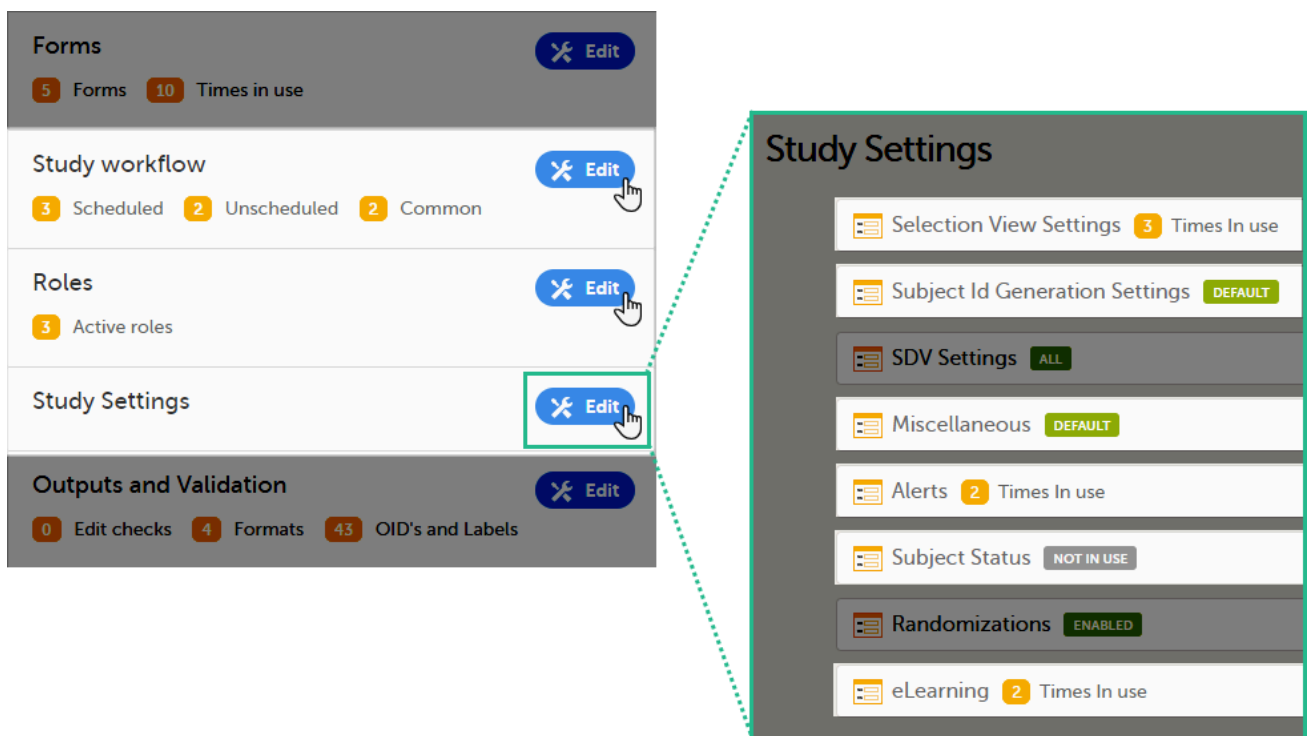 Forms
Edit
5 Forms 10 Times in use
Study workflow
Edit
3 Scheduled 2 Unscheduled 2 Common
Roles
Edit
3 Active roles
Study Settings
Edit
Outputs and Validation
Edit
0 Edit checks 4 Formats 43 OID's and Labels
Study Settings
Selection View Settings 3 Times In use
Subject Id Generation Settings DEFAULT
SDV Settings ALL
Miscellaneous DEFAULT
Alerts 2 Times In use
Subject Status NOT IN USE
Randomizations ENABLED
eLearning 2 Times In use